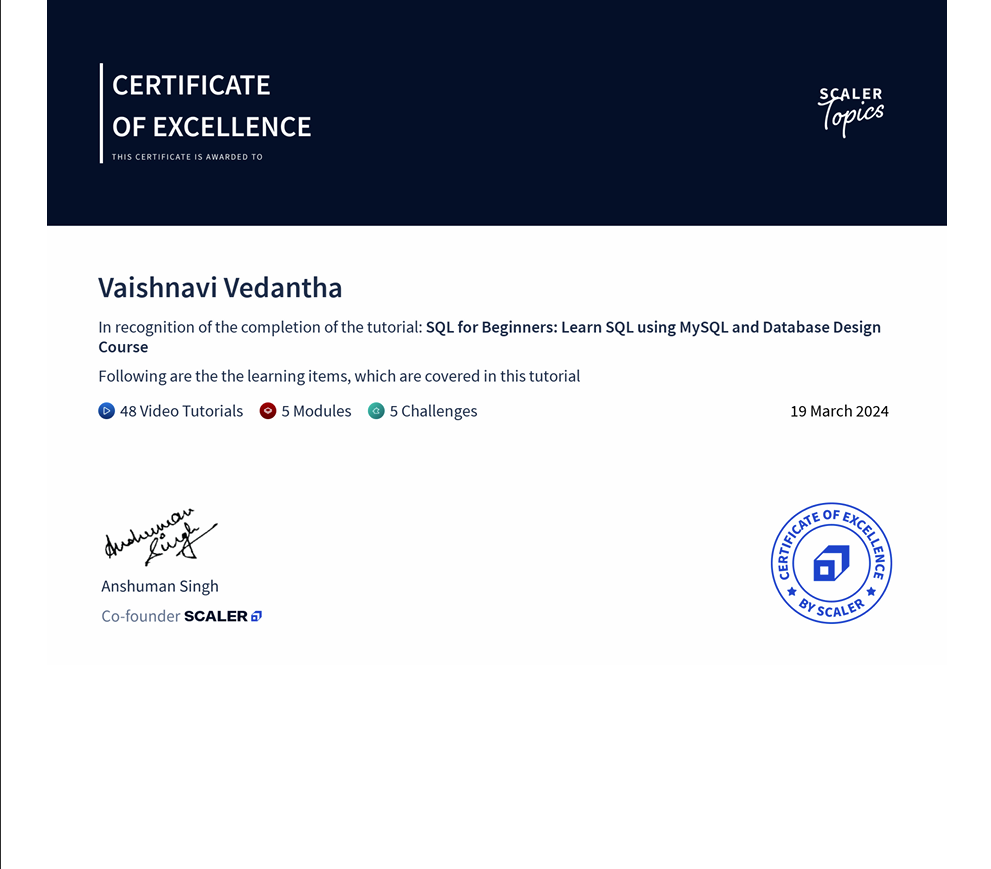 CERTIFICATE
OF EXCELLENCE
THIS CERTIFICATE IS AWARDED TO
SCALER
Topics
Vaishnavi Vedantha
In recognition of the completion of the tutorial: SQL for Beginners: Learn SQL using MySQL and Database Design
Course
Following are the the learning items, which are covered in this tutorial
48 Video Tutorials 5 Modules 5 Challenges 19 March 2024
Anshuman
Singh
Anshuman Singh
Co-founder SCALER
CERTIFICATE OF EXCELLENCE
BY SCALER